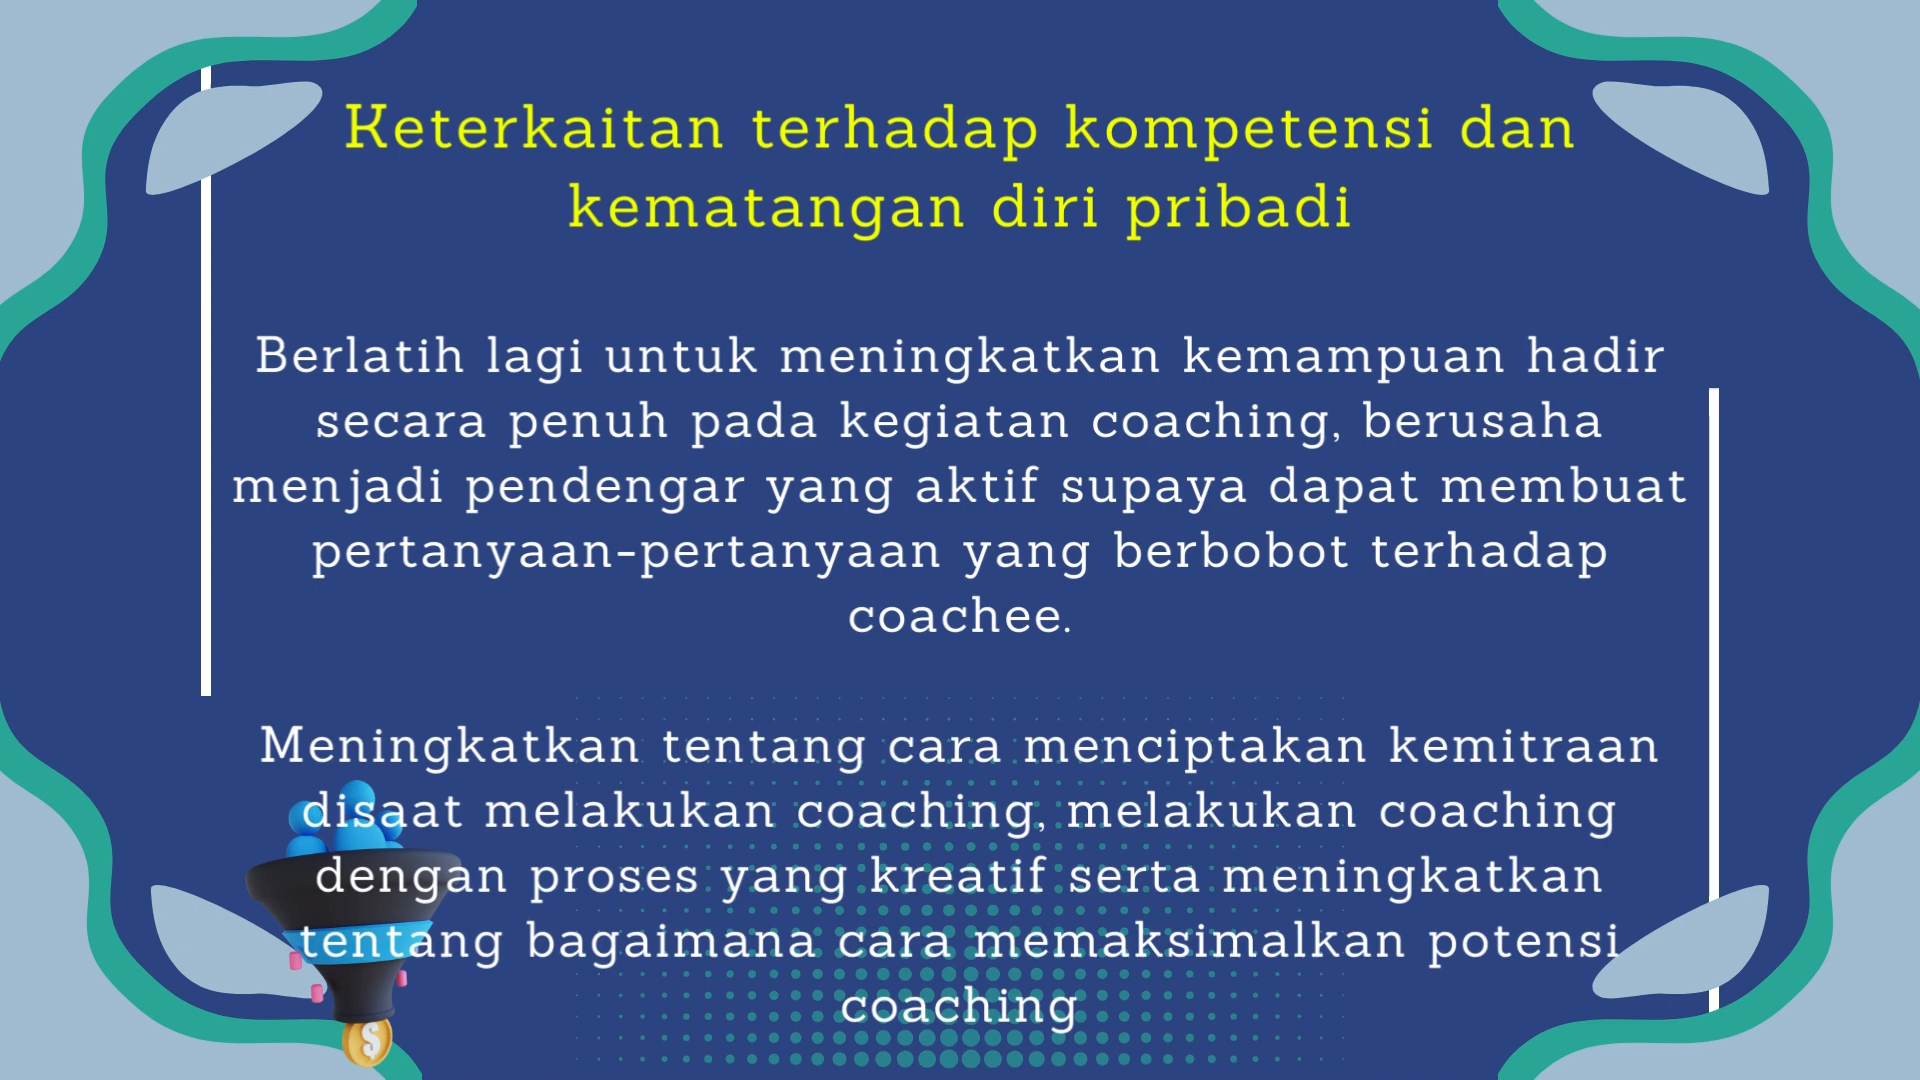 Keterkaitan terhadap kompetensi dan
kematangan diri pribadi
Berlatih lagi untuk meningkatkan kemampuan hadir
secara penuh pada kegiatan coaching, berusaha
menjadi pendengar yang aktif supaya dapat membuat
pertanyaan-pertanyaan yang berbobot terhadap
coachee.
Meningkatkan tentang cara menciptakan kemitraan
disaat melakukan coaching, melakukan coaching
dengan proses yang kreatif serta meningkatkan
tentang bagaimana cara memaksimalkan potensi
coaching
$